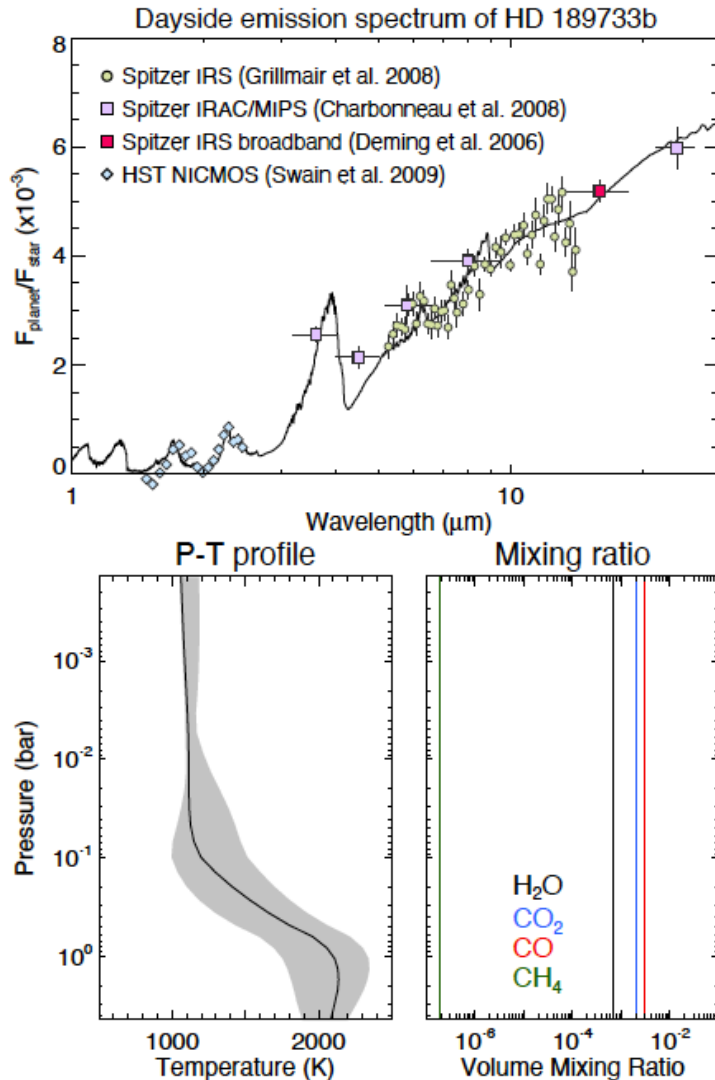 Dayside emission spectrum of HD 189733b
8
Spitzer IRS (Grillmair et al. 2008)
Spitzer IRAC/MIPS (Charbonneau et al. 2008)
Spitzer IRS broadband (Deming et al. 2006)
HST NICMOS (Swain et al. 2009)
6
4
2
0
F_planet/F_star (x10⁻³)
1 10
Wavelength (μm)
P-T profile Mixing ratio
10⁻³
10⁻²
10⁻¹
10⁰
Pressure (bar)
H₂O
CO₂
CO
CH₄
1000 2000 10⁻⁶ 10⁻⁴ 10⁻²
Temperature (K) Volume Mixing Ratio